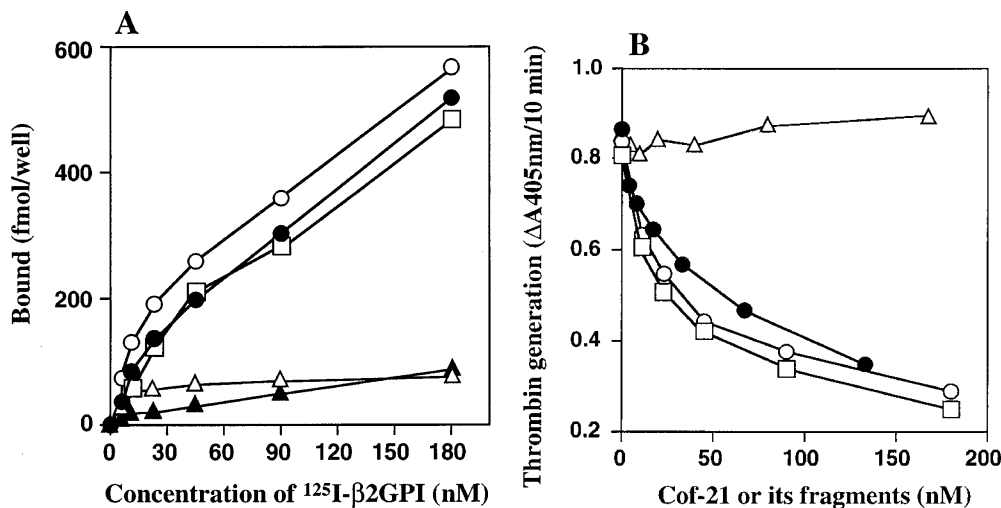 A
600
400
200
0
Bound (fmol/well)
0 30 60 90 120 150 180
Concentration of ¹²⁵I-β2GPI (nM)
B
1.0
0.8
0.6
0.4
0.2
Thrombin generation (ΔA405nm/10 min)
0 50 100 150 200
Cof-21 or its fragments (nM)